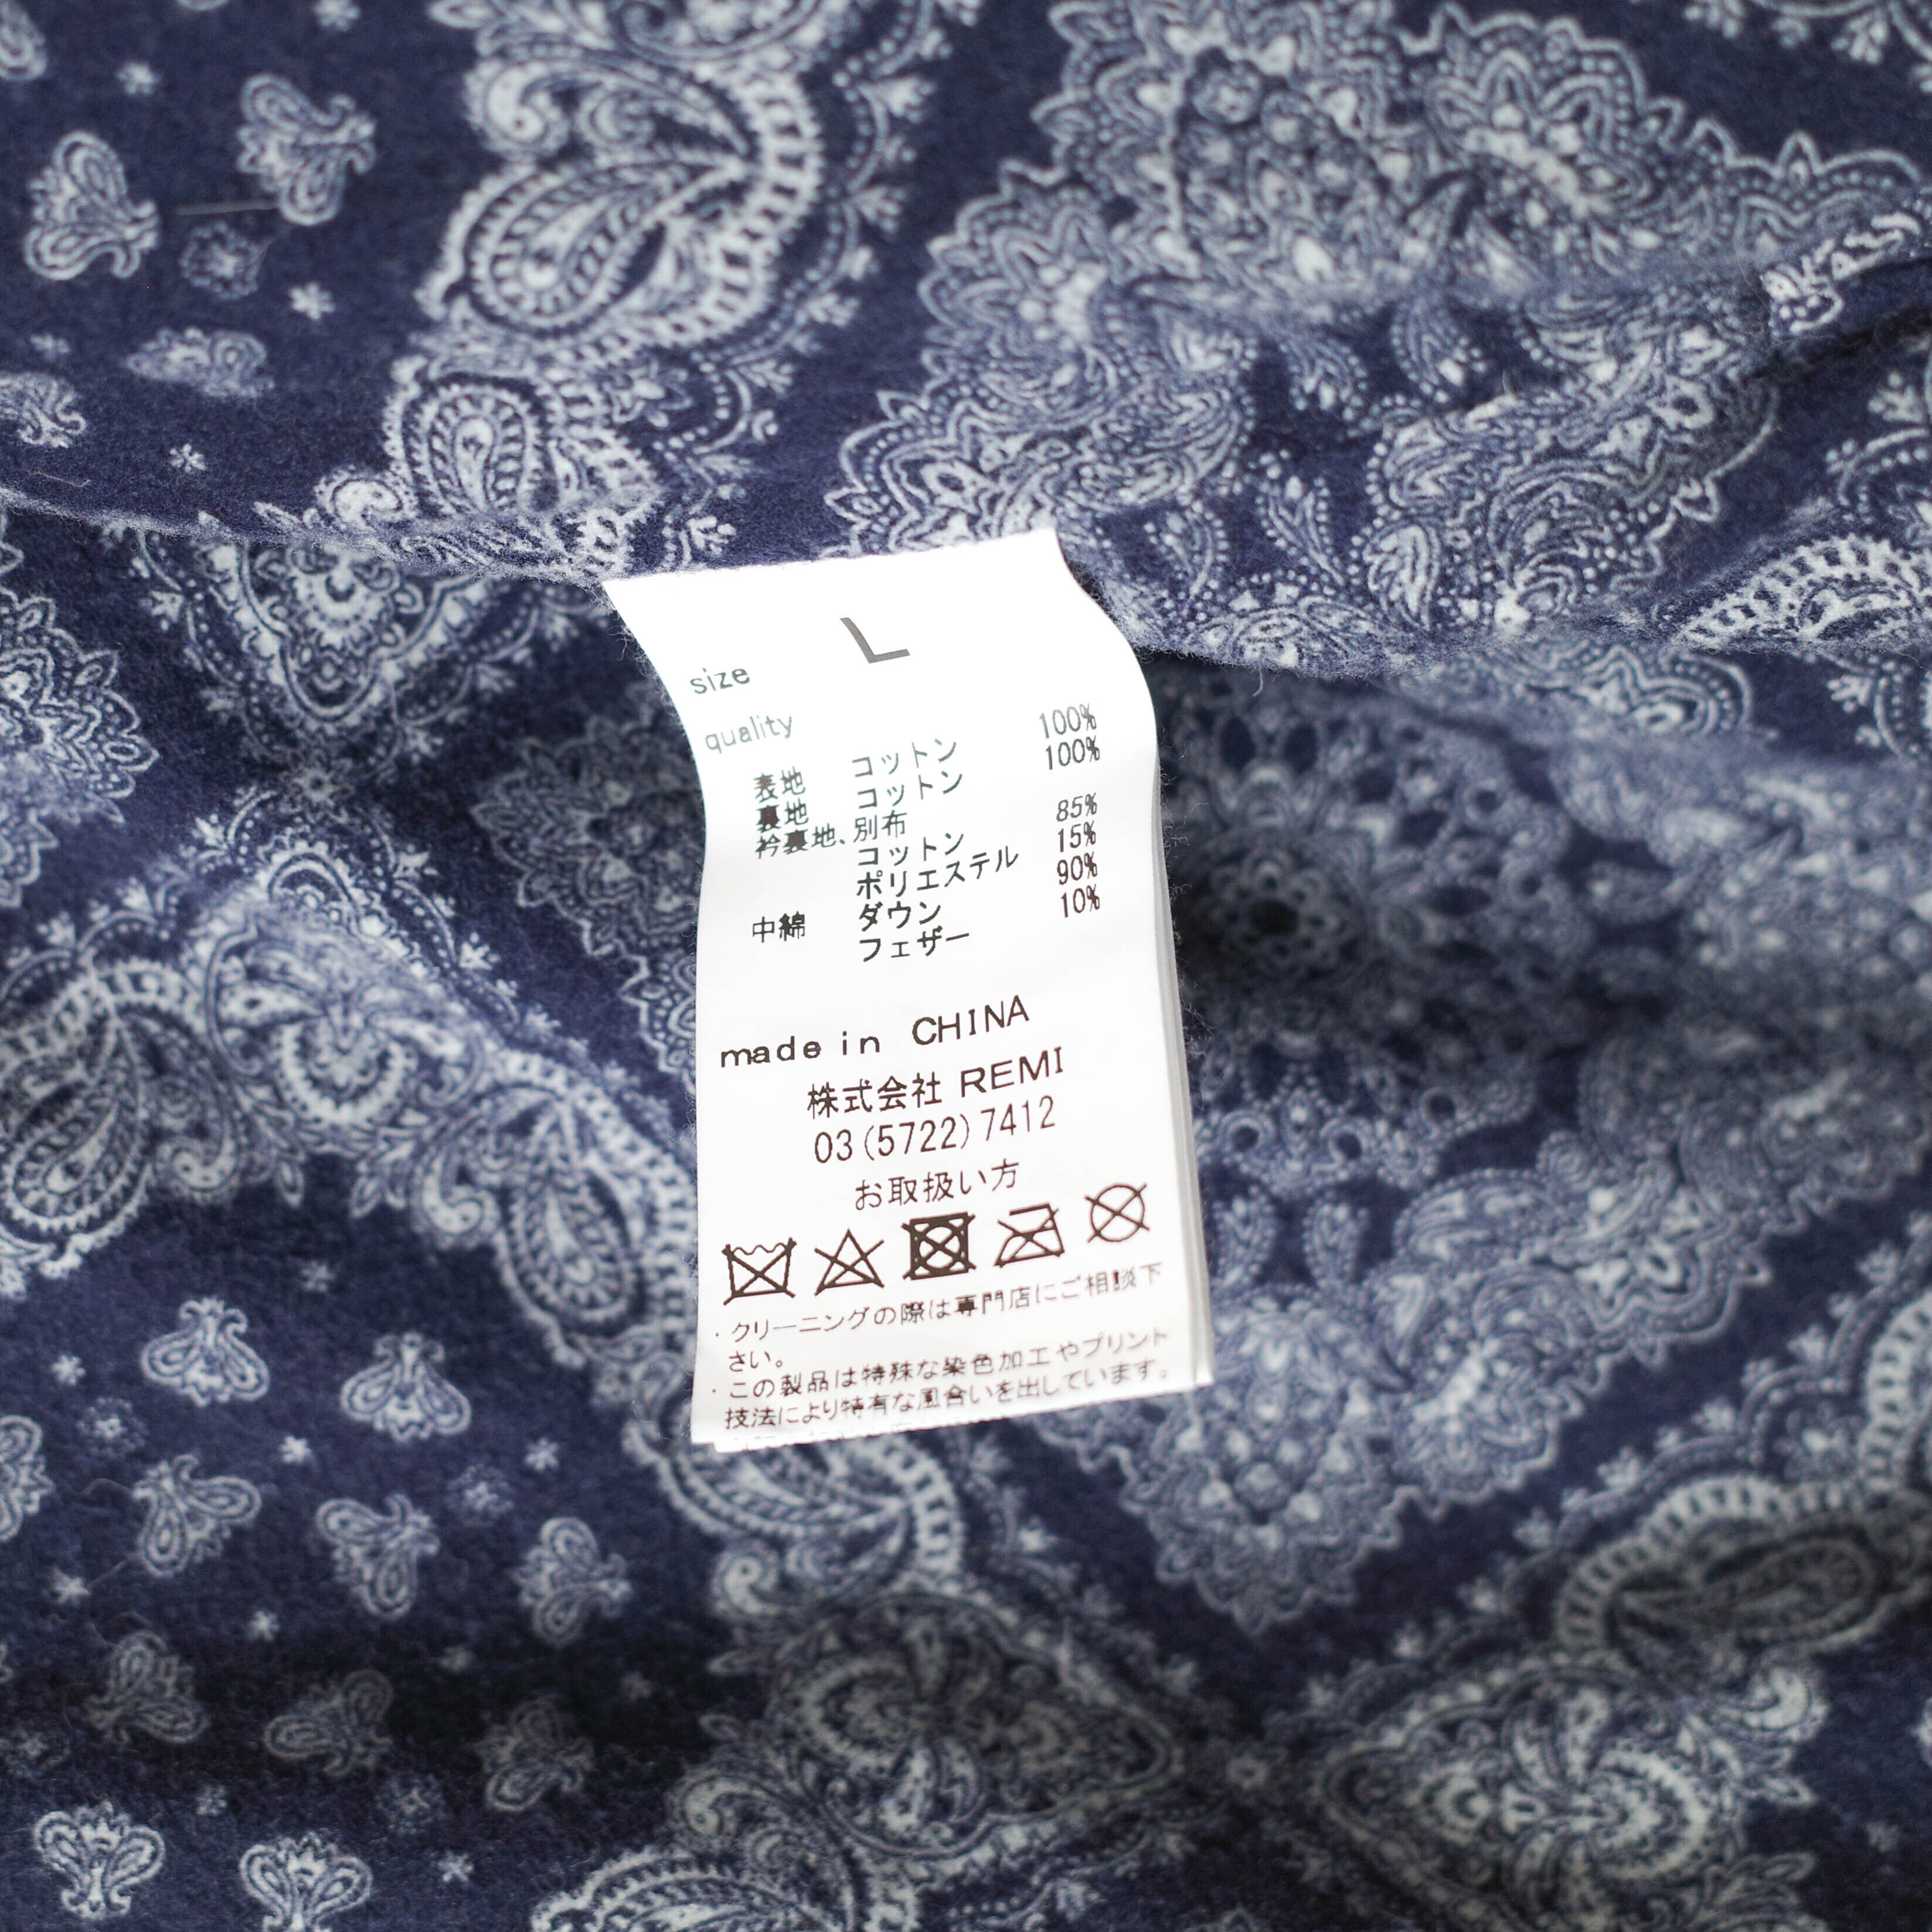 size L
quality
表地 コットン 100%
裏地 コットン 100%
衿裏地、別布
コットン 85%
ポリエステル 15%
中綿 ダウン 90%
フェザー 10%
made in CHINA
株式会社 REMI
03(5722)7412
お取扱い方
・クリーニングの際は専門店にご相談下
さい。
・この製品は特殊な染色加工やプリント
技法により特有な風合いを出しています。